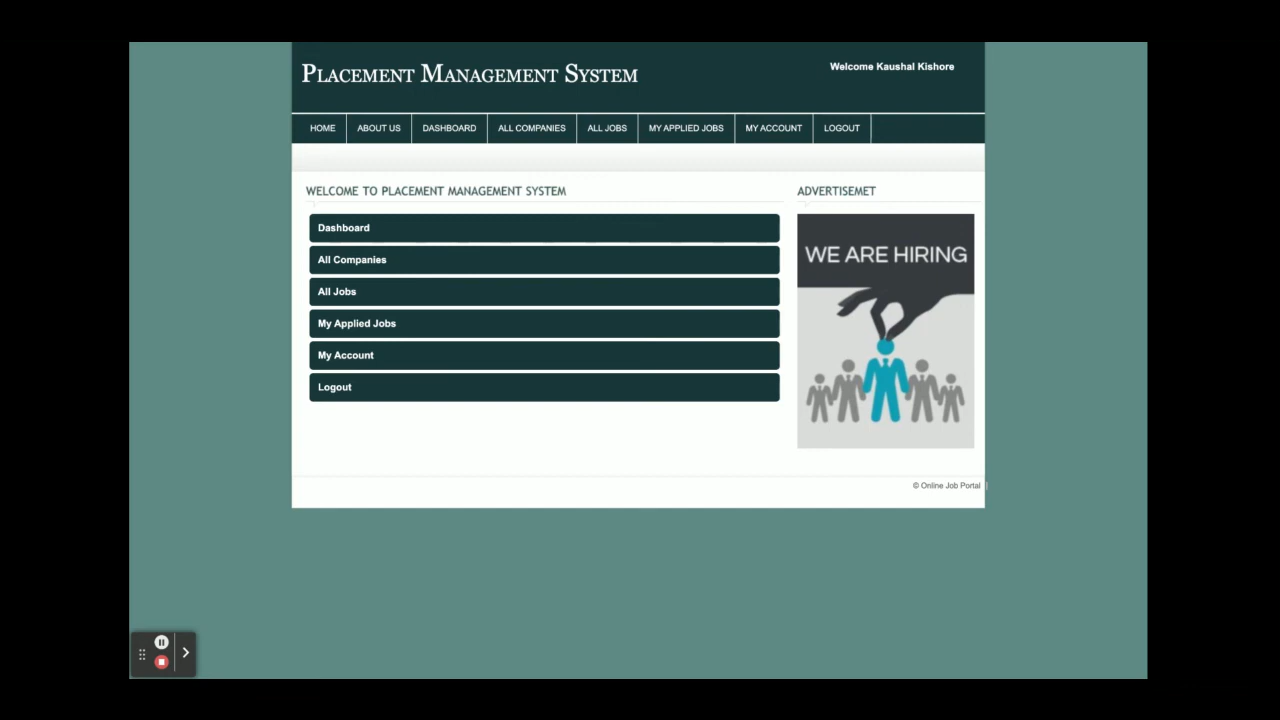 PLACEMENT MANAGEMENT SYSTEM
Welcome Kaushal Kishore
HOME ABOUT US DASHBOARD ALL COMPANIES ALL JOBS MY APPLIED JOBS MY ACCOUNT LOGOUT
WELCOME TO PLACEMENT MANAGEMENT SYSTEM
Dashboard
All Companies
All Jobs
My Applied Jobs
My Account
Logout
ADVERTISEMET
WE ARE HIRING
© Online Job Portal